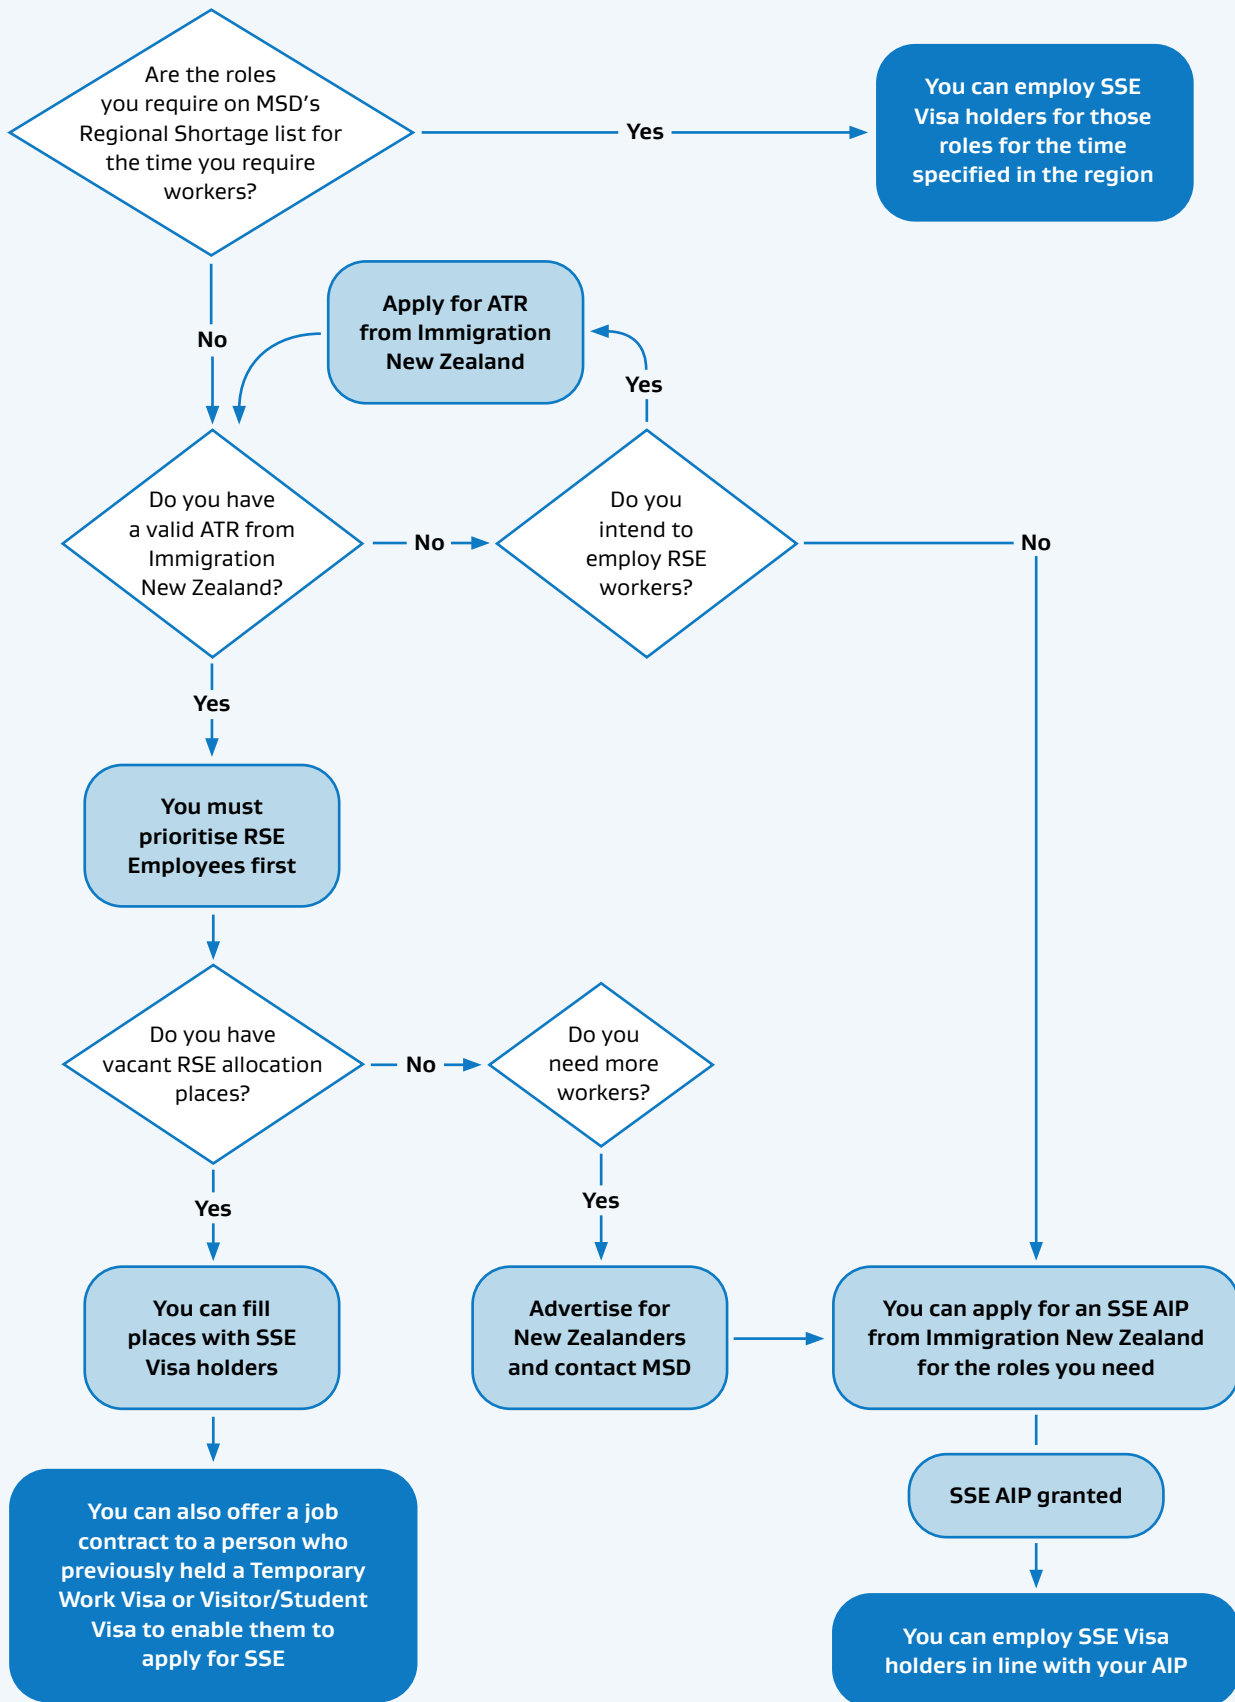 Are the roles
you require on MSD's
Regional Shortage list for
the time you require
workers?
Yes
You can employ SSE
Visa holders for those
roles for the time
specified in the region
No
Apply for ATR
from Immigration
New Zealand
Yes
Do you have
a valid ATR from
Immigration
New Zealand?
No
Do you
intend to
employ RSE
workers?
No
Yes
You must
prioritise RSE
Employees first
Do you have
vacant RSE allocation
places?
No
Do you
need more
workers?
Yes
Yes
You can fill
places with SSE
Visa holders
Advertise for
New Zealanders
and contact MSD
You can apply for an SSE AIP
from Immigration New Zealand
for the roles you need
You can also offer a job
contract to a person who
previously held a Temporary
Work Visa or Visitor/Student
Visa to enable them to
apply for SSE
SSE AIP granted
You can employ SSE Visa
holders in line with your AIP